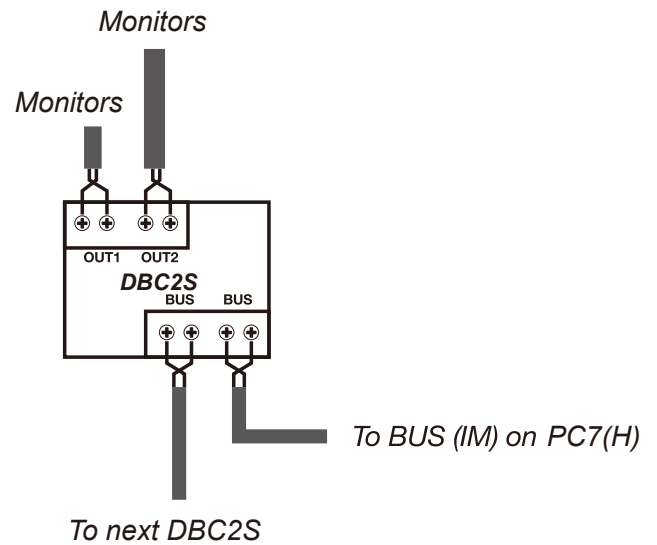 Monitors
Monitors
OUT1 OUT2
DBC2S
BUS BUS
To BUS (IM) on PC7(H)
To next DBC2S